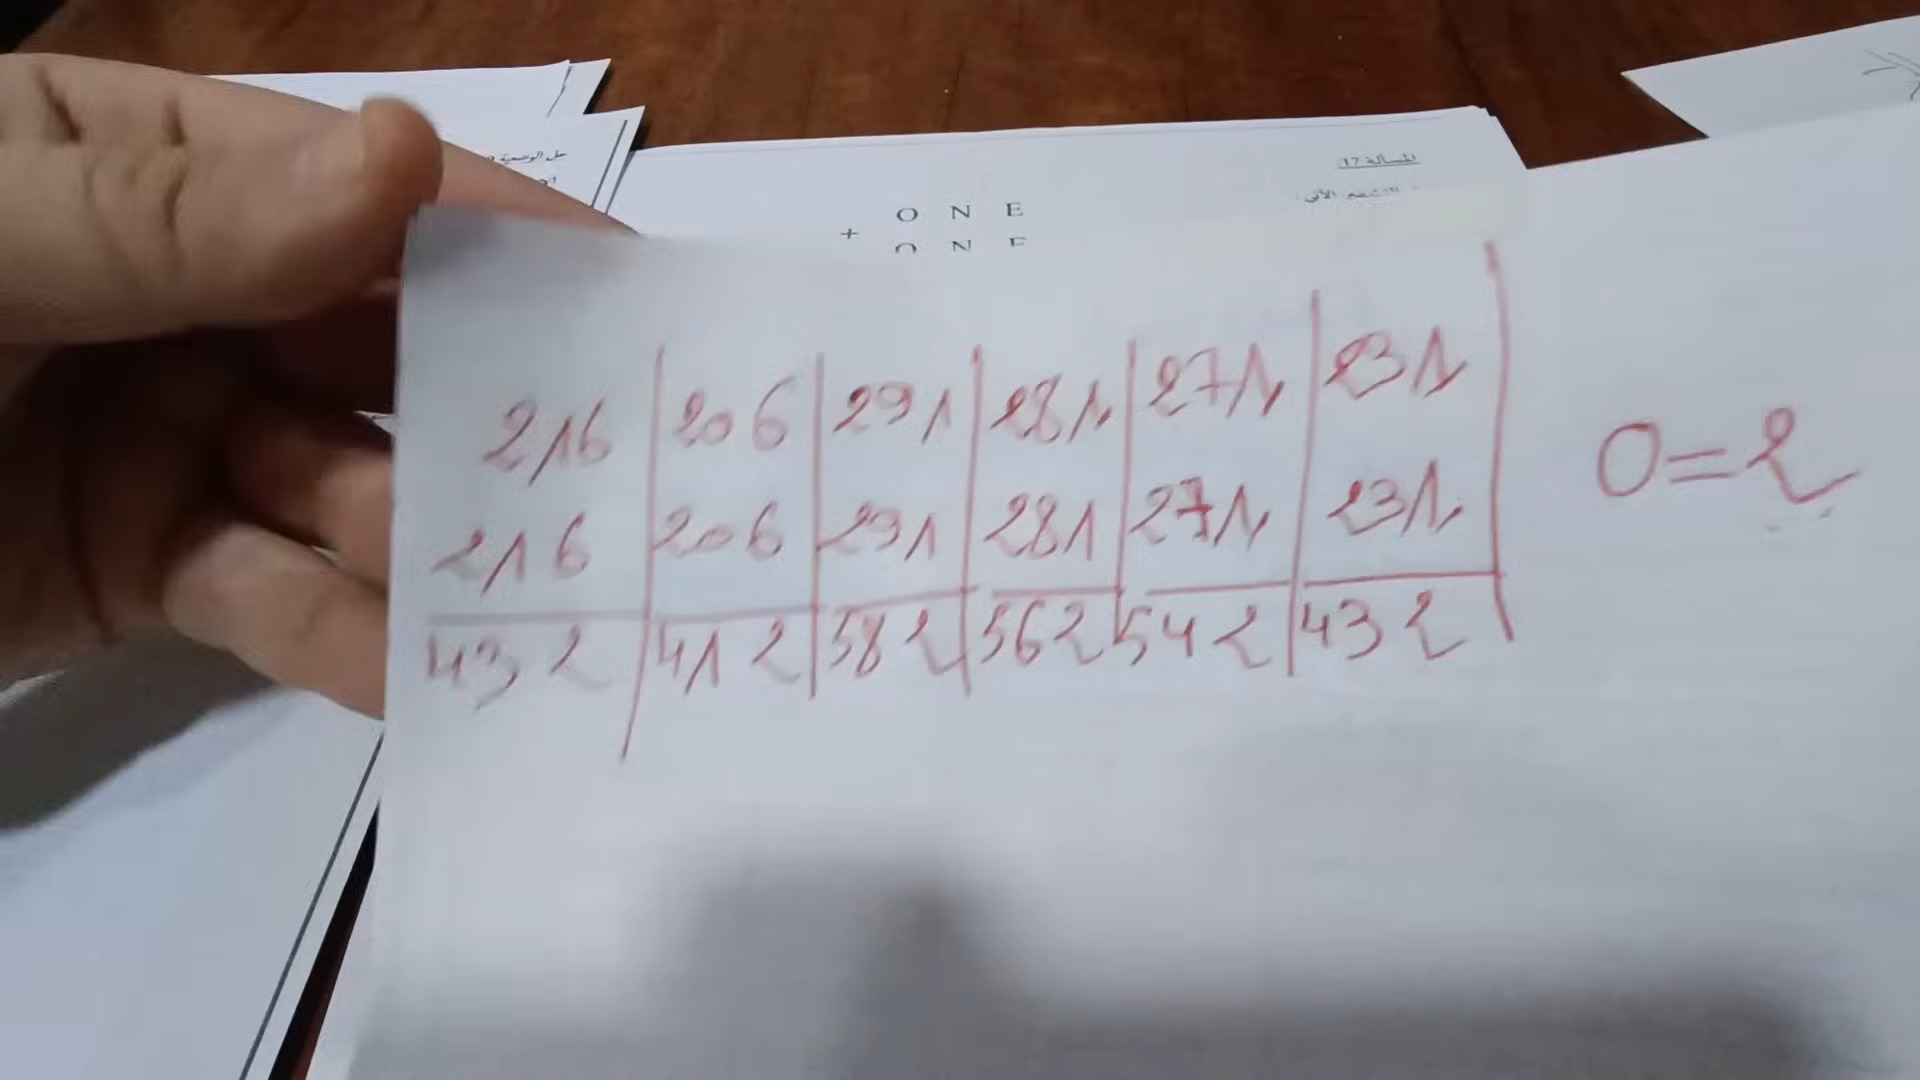 حل الوضعية
المسألة 17
O N E
+
O N E
216 | 206 | 291 | 281 | 271 | 231
216 | 206 | 291 | 281 | 271 | 231
432 | 412 | 582 | 562 | 542 | 432
O=2